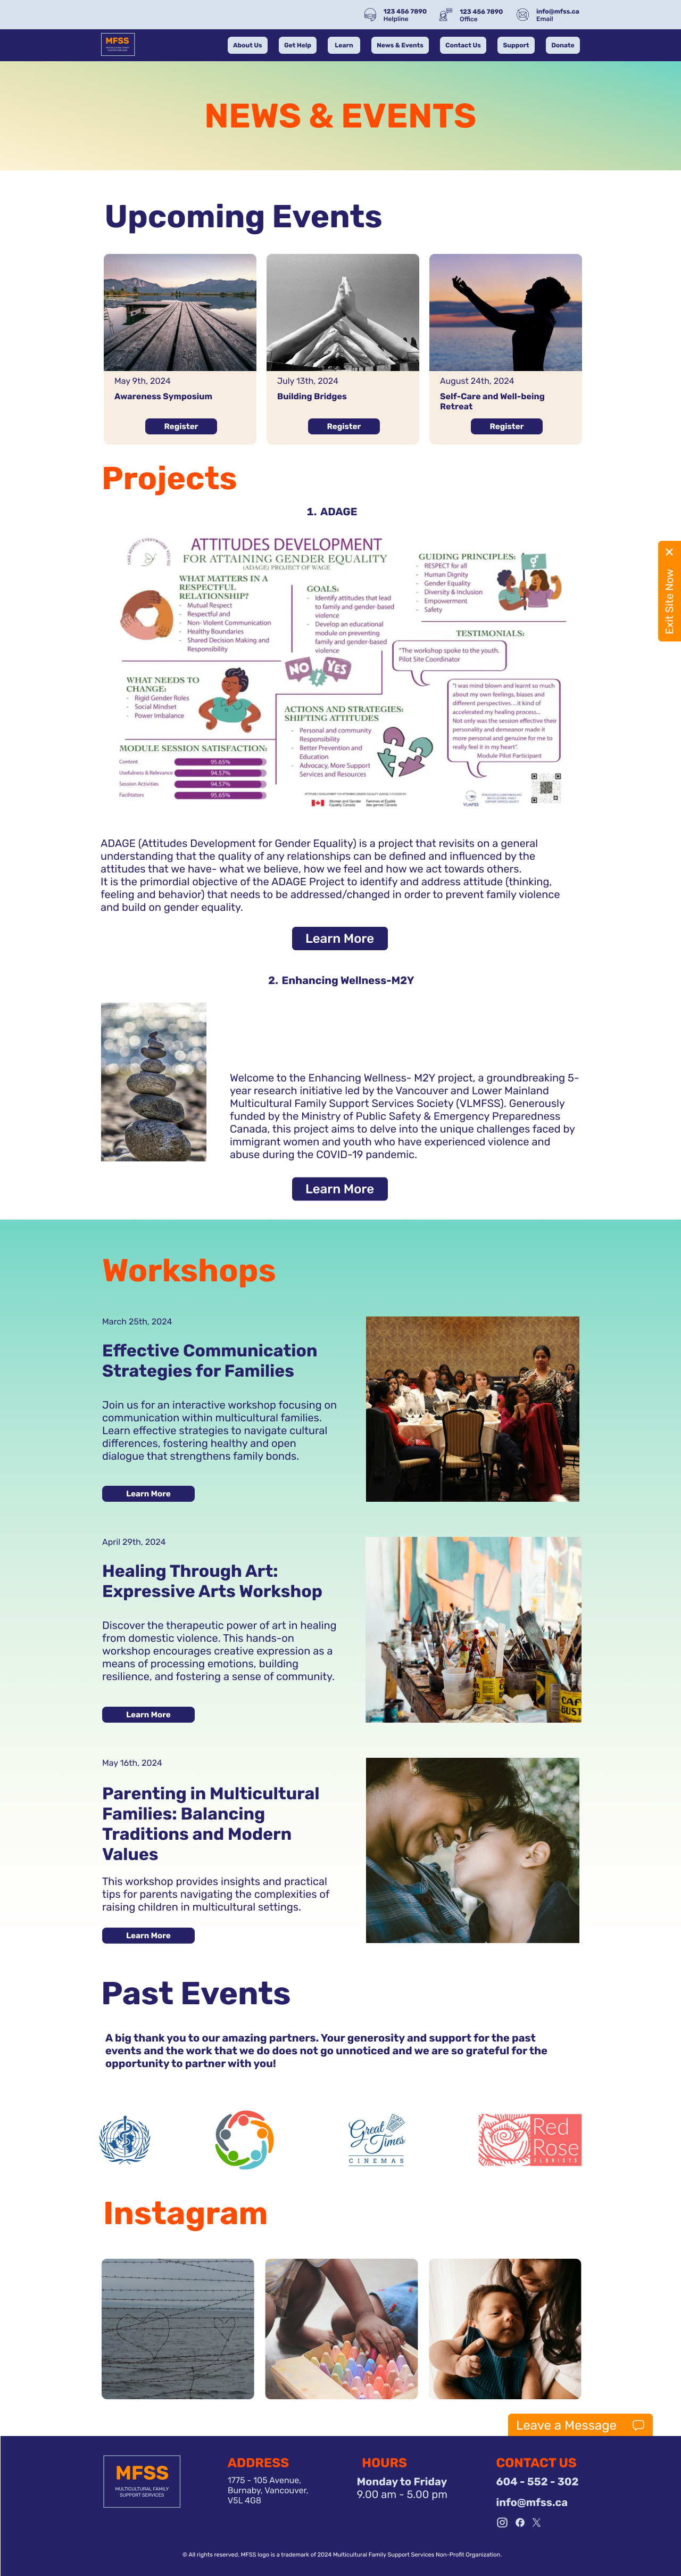 123 456 7890
Helpline
123 456 7890
Office
info@mfss.ca
Email
MFSS
About Us
Get Help
Learn
News & Events
Contact Us
Support
Donate
NEWS & EVENTS
Upcoming Events
May 9th, 2024
Awareness Symposium
Register
July 13th, 2024
Building Bridges
Register
August 24th, 2024
Self-Care and Well-being
Retreat
Register
Exit Site Now
Projects
1. ADAGE
ATTITUDES DEVELOPMENT
FOR ATTAINING GENDER EQUALITY
(ADAGE) PROJECT OF WAGE
WHAT MATTERS IN A
RESPECTFUL
RELATIONSHIP?
- Mutual Respect
- Respectful and
- Non- Violent Communication
- Healthy Boundaries
- Shared Decision Making and
Responsibility
WHAT NEEDS TO
CHANGE:
- Rigid Gender Roles
- Social Mindset
- Power Imbalance
MODULE SESSION SATISFACTION:
Content 95.65%
Usefulness & Relevance 94.57%
Session Activities 94.57%
Facilitators 95.65%
GOALS:
- Identify attitudes that lead
to family and gender-based
violence
- Develop an educational
module on preventing
family and gender-based
violence
NO
YES
ACTIONS AND STRATEGIES:
SHIFTING ATTITUDES
- Personal and community
Responsibility
- Better Prevention and
Education
- Advocacy, More Support
Services and Resources
GUIDING PRINCIPLES:
- RESPECT for all
- Human Dignity
- Gender Equality
- Diversity & Inclusion
- Empowerment
- Safety
TESTIMONIALS:
"The workshop spoke to the youth.
Pilot Site Coordinator
"I was mind blown and learnt so much
about my own feelings, biases and
different perspectives...it kind of
accelerated my healing process...
Not only was the session effective their
personality and demeanor made it
more personal and genuine for me to
really feel it in my heart".
Module Pilot Participant
Women and Gender
Equality Canada
Femmes et Égalité
des genres Canada
VLMFSS
ADAGE (Attitudes Development for Gender Equality) is a project that revisits on a general
understanding that the quality of any relationships can be defined and influenced by the
attitudes that we have- what we believe, how we feel and how we act towards others.
It is the primordial objective of the ADAGE Project to identify and address attitude (thinking,
feeling and behavior) that needs to be addressed/changed in order to prevent family violence
and build on gender equality.
Learn More
2. Enhancing Wellness-M2Y
Welcome to the Enhancing Wellness- M2Y project, a groundbreaking 5-
year research initiative led by the Vancouver and Lower Mainland
Multicultural Family Support Services Society (VLMFSS). Generously
funded by the Ministry of Public Safety & Emergency Preparedness
Canada, this project aims to delve into the unique challenges faced by
immigrant women and youth who have experienced violence and
abuse during the COVID-19 pandemic.
Learn More
Workshops
March 25th, 2024
Effective Communication
Strategies for Families
Join us for an interactive workshop focusing on
communication within multicultural families.
Learn effective strategies to navigate cultural
differences, fostering healthy and open
dialogue that strengthens family bonds.
Learn More
April 29th, 2024
Healing Through Art:
Expressive Arts Workshop
Discover the therapeutic power of art in healing
from domestic violence. This hands-on
workshop encourages creative expression as a
means of processing emotions, building
resilience, and fostering a sense of community.
Learn More
May 16th, 2024
Parenting in Multicultural
Families: Balancing
Traditions and Modern
Values
This workshop provides insights and practical
tips for parents navigating the complexities of
raising children in multicultural settings.
Learn More
Past Events
A big thank you to our amazing partners. Your generosity and support for the past
events and the work that we do does not go unnoticed and we are so grateful for the
opportunity to partner with you!
Great
Times
CINEMAS
Red
Rose
FLORISTS
Instagram
Leave a Message
MFSS
MULTICULTURAL FAMILY
SUPPORT SERVICES
ADDRESS
1775 - 105 Avenue,
Burnaby, Vancouver,
V5L 4G8
HOURS
Monday to Friday
9.00 am - 5.00 pm
CONTACT US
604 - 552 - 302
info@mfss.ca
© All rights reserved. MFSS logo is a trademark of 2024 Multicultural Family Support Services Non-Profit Organization.